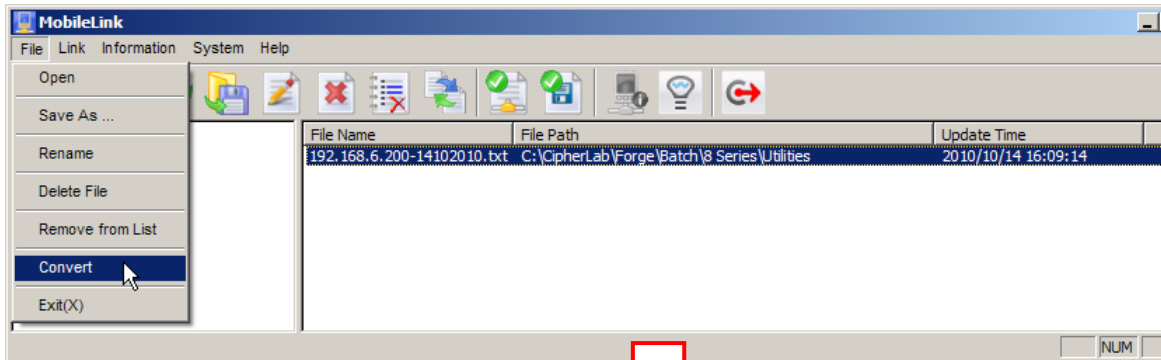 MobileLink
File Link Information System Help
Open
Save As ...
Rename
Delete File
Remove from List
Convert
Exit(X)
File Name File Path Update Time
192.168.6.200-14102010.txt C:\CipherLab\Forge\Batch\8 Series\Utilities 2010/10/14 16:09:14
NUM